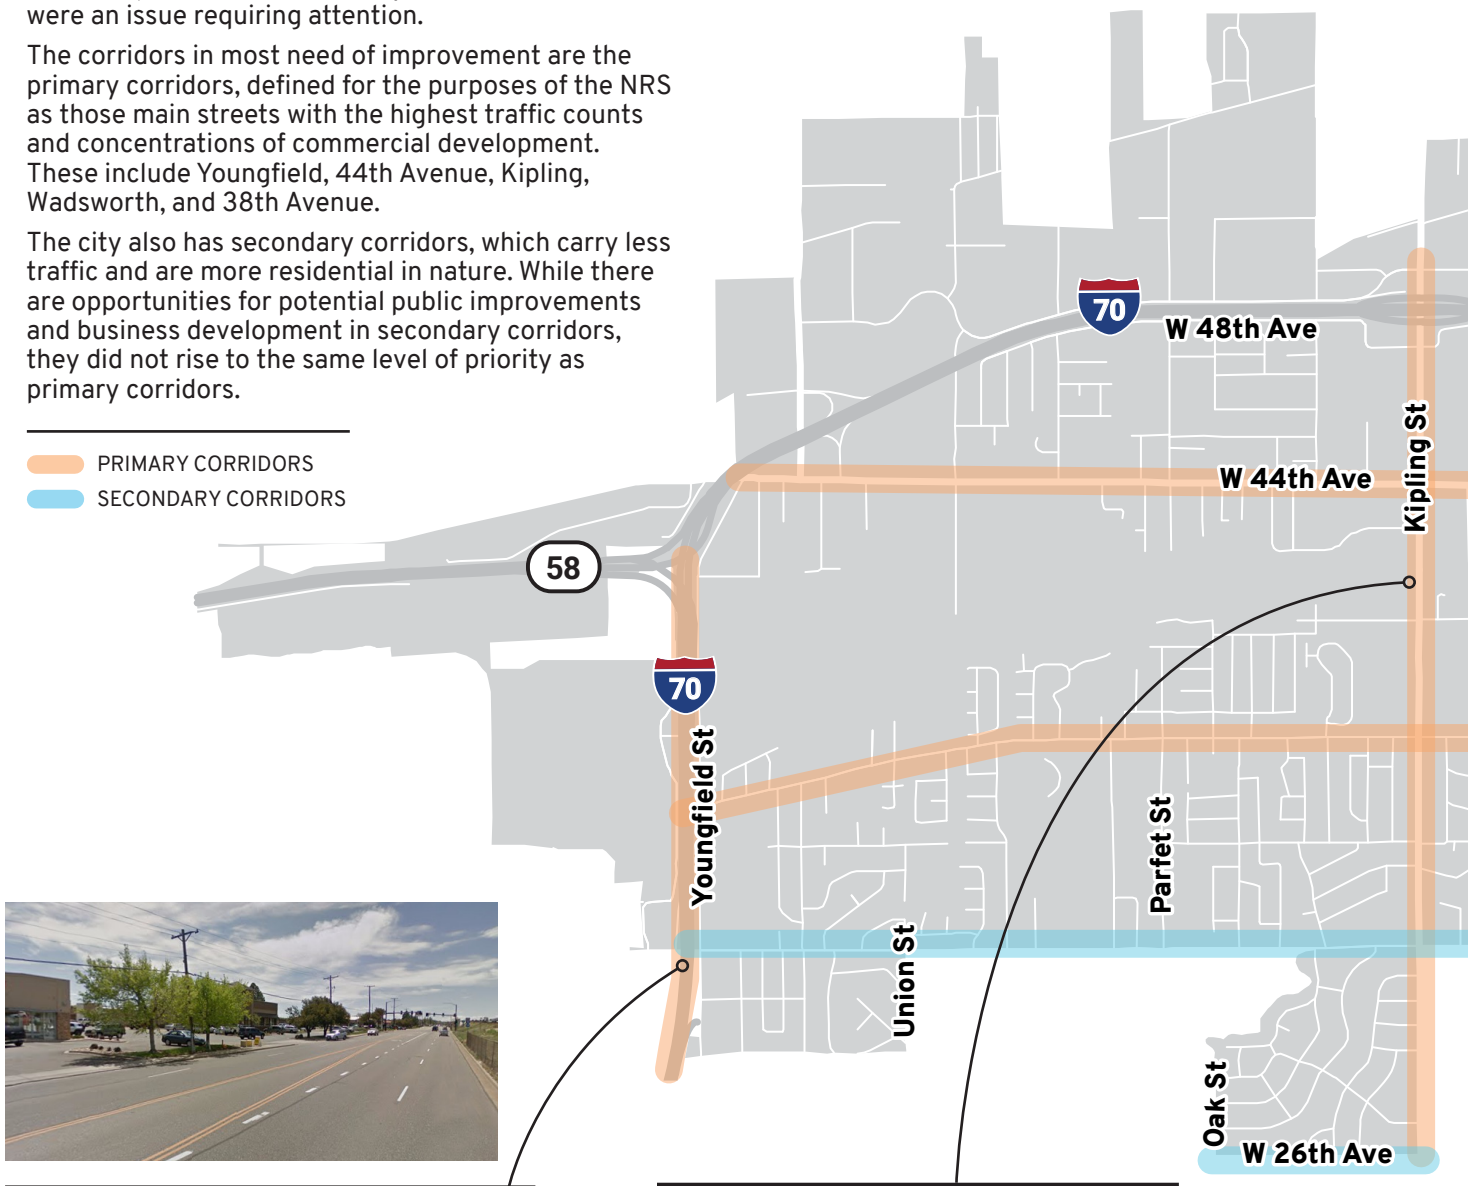 were an issue requiring attention.
The corridors in most need of improvement are the
primary corridors, defined for the purposes of the NRS
as those main streets with the highest traffic counts
and concentrations of commercial development.
These include Youngfield, 44th Avenue, Kipling,
Wadsworth, and 38th Avenue.
The city also has secondary corridors, which carry less
traffic and are more residential in nature. While there
are opportunities for potential public improvements
and business development in secondary corridors,
they did not rise to the same level of priority as
primary corridors.
PRIMARY CORRIDORS
SECONDARY CORRIDORS
70
W 48th Ave
Kipling St
W 44th Ave
58
70
Youngfield St
Parfet St
Union St
Oak St
W 26th Ave